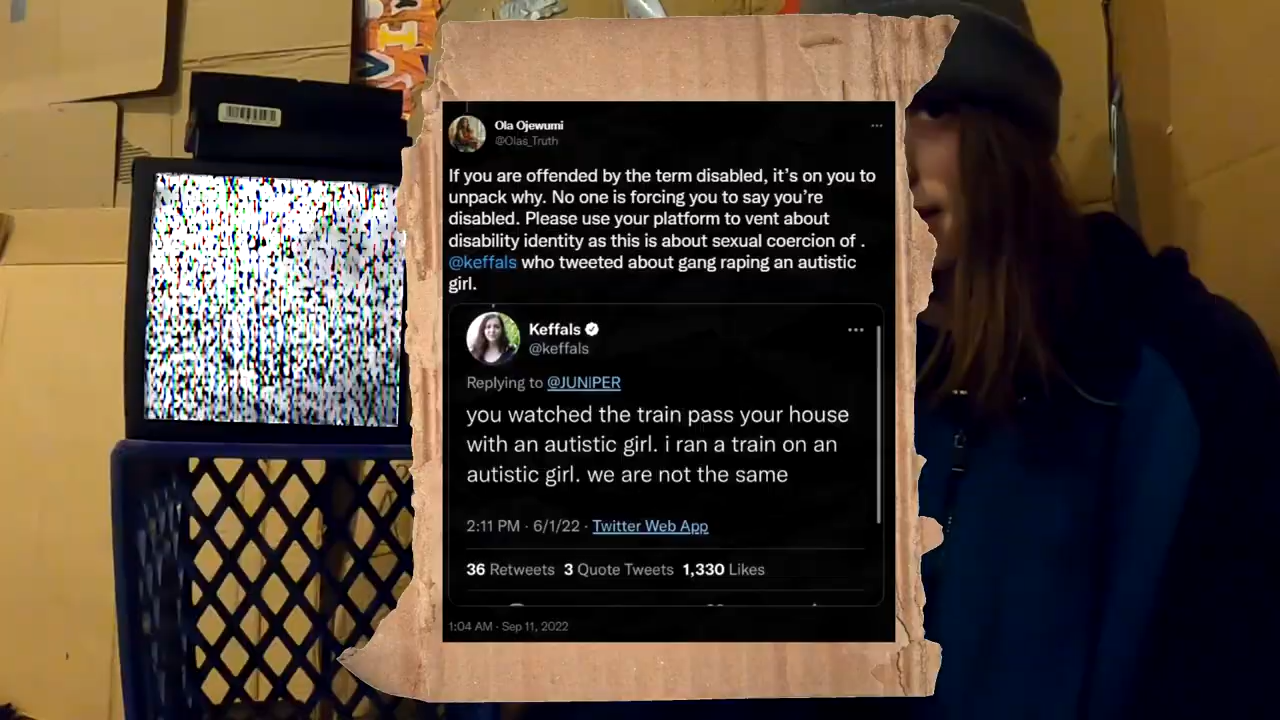 Ola Ojewumi
@Olas_Truth
If you are offended by the term disabled, it's on you to
unpack why. No one is forcing you to say you're
disabled. Please use your platform to vent about
disability identity as this is about sexual coercion of .
@keffals who tweeted about gang raping an autistic
girl.
Keffals
@keffals
Replying to @JUNIPER
you watched the train pass your house
with an autistic girl. i ran a train on an
autistic girl. we are not the same
2:11 PM · 6/1/22 · Twitter Web App
36 Retweets 3 Quote Tweets 1,330 Likes
1:04 AM · Sep 11, 2022